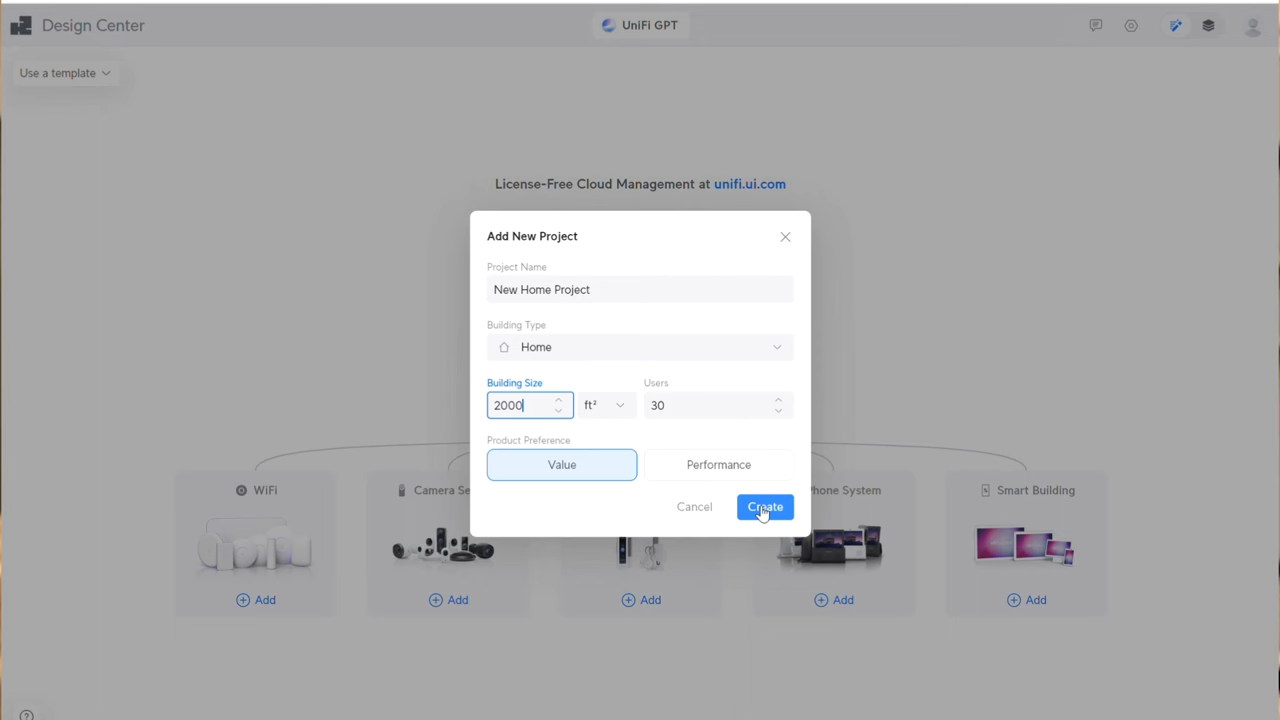 Design Center
UniFi GPT
Use a template
License-Free Cloud Management at unifi.ui.com
Add New Project
Project Name
New Home Project
Building Type
Home
Building Size
Users
2000
ft²
30
Product Preference
Value
Performance
Cancel
Create
WiFi
Camera Se
Phone System
Smart Building
Add
Add
Add
Add
Add